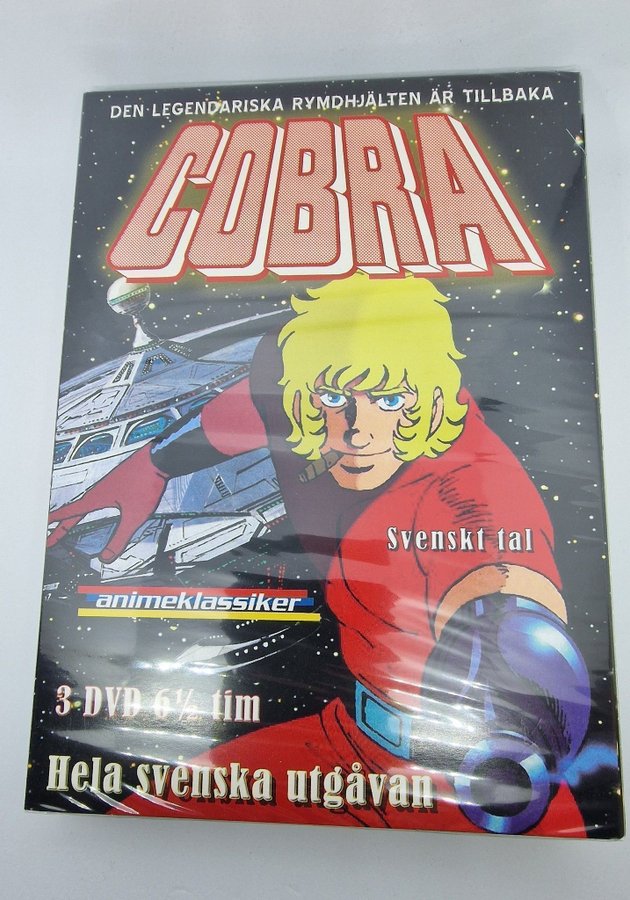 DEN LEGENDARISKA RYMDHJÄLTEN ÄR TILLBAKA
COBRA
Svenskt tal
animeklassiker
3 DVD 6½ tim
Hela svenska utgåvan